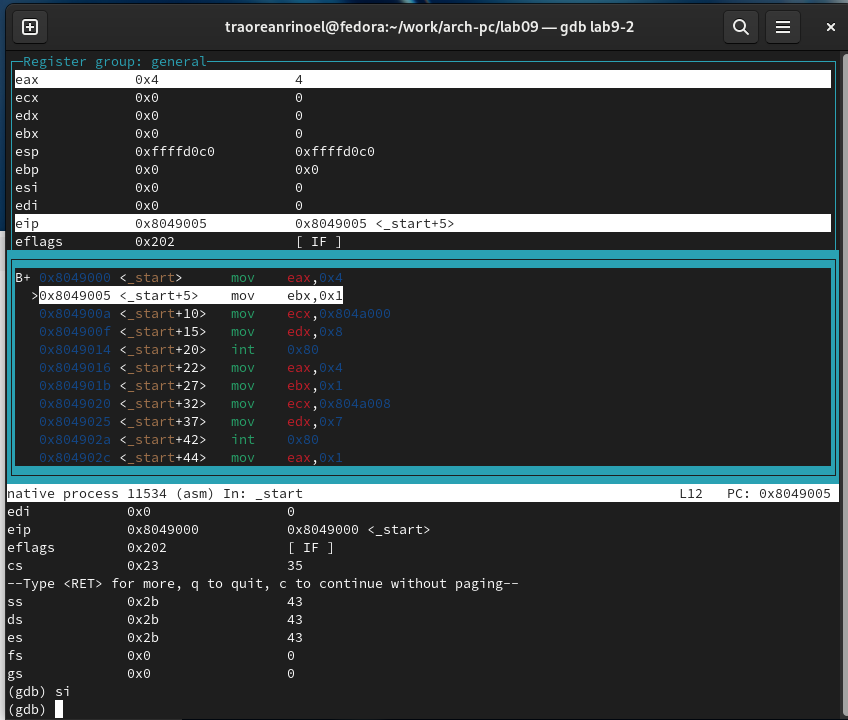 traoreanrinoel@fedora:~/work/arch-pc/lab09 — gdb lab9-2
Register group: general
eax 0x4 4
ecx 0x0 0
edx 0x0 0
ebx 0x0 0
esp 0xffffd0c0 0xffffd0c0
ebp 0x0 0x0
esi 0x0 0
edi 0x0 0
eip 0x8049005 0x8049005 <_start+5>
eflags 0x202 [ IF ]
B+ 0x8049000 <_start> mov eax,0x4
>0x8049005 <_start+5> mov ebx,0x1
0x804900a <_start+10> mov ecx,0x804a000
0x804900f <_start+15> mov edx,0x8
0x8049014 <_start+20> int 0x80
0x8049016 <_start+22> mov eax,0x4
0x804901b <_start+27> mov ebx,0x1
0x8049020 <_start+32> mov ecx,0x804a008
0x8049025 <_start+37> mov edx,0x7
0x804902a <_start+42> int 0x80
0x804902c <_start+44> mov eax,0x1
native process 11534 (asm) In: _start L12 PC: 0x8049005
edi 0x0 0
eip 0x8049000 0x8049000 <_start>
eflags 0x202 [ IF ]
cs 0x23 35
--Type <RET> for more, q to quit, c to continue without paging--
ss 0x2b 43
ds 0x2b 43
es 0x2b 43
fs 0x0 0
gs 0x0 0
(gdb) si
(gdb)